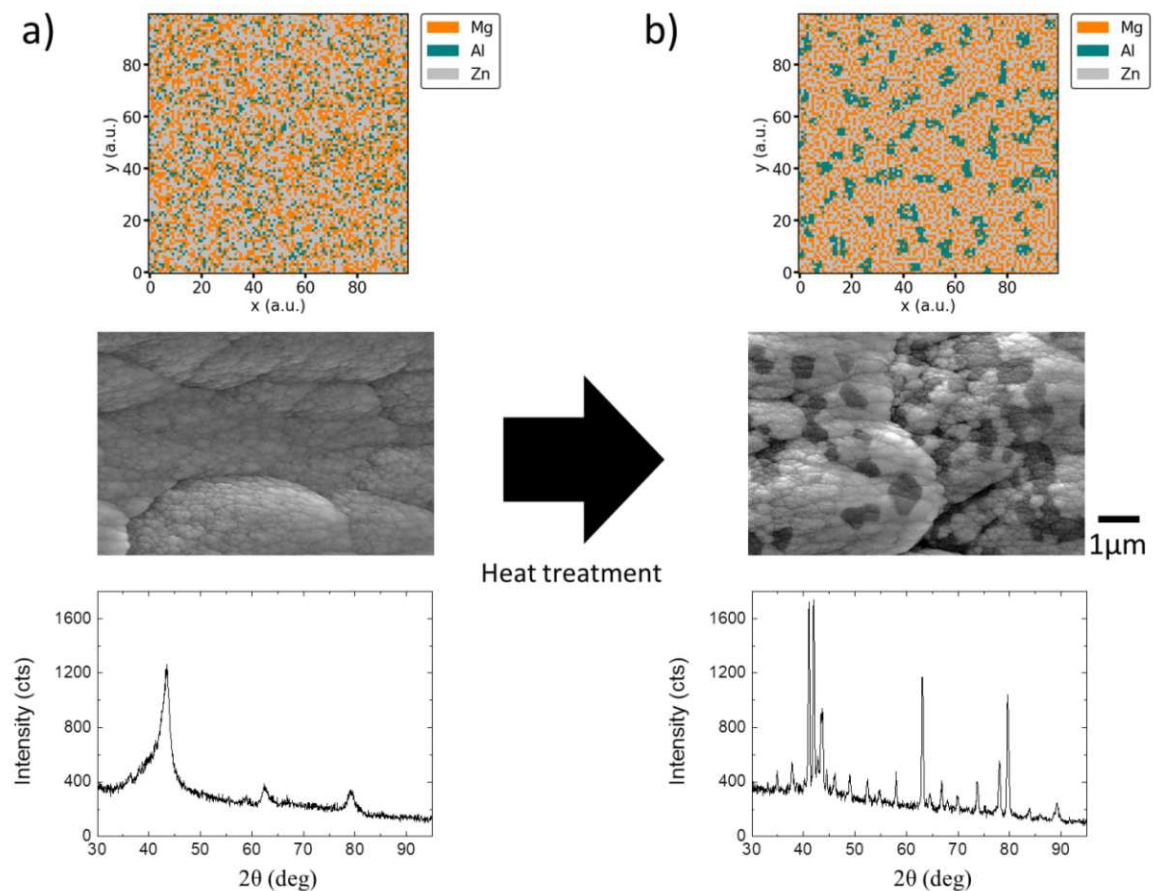 a)
Mg
Al
Zn
80
60
40
20
0
y (a.u.)
0 20 40 60 80
x (a.u.)
b)
Mg
Al
Zn
80
60
40
20
0
y (a.u.)
0 20 40 60 80
x (a.u.)
Heat treatment
1μm
1600
1200
800
400
0
Intensity (cts)
30 40 50 60 70 80 90
2θ (deg)
1600
1200
800
400
0
Intensity (cts)
30 40 50 60 70 80 90
2θ (deg)